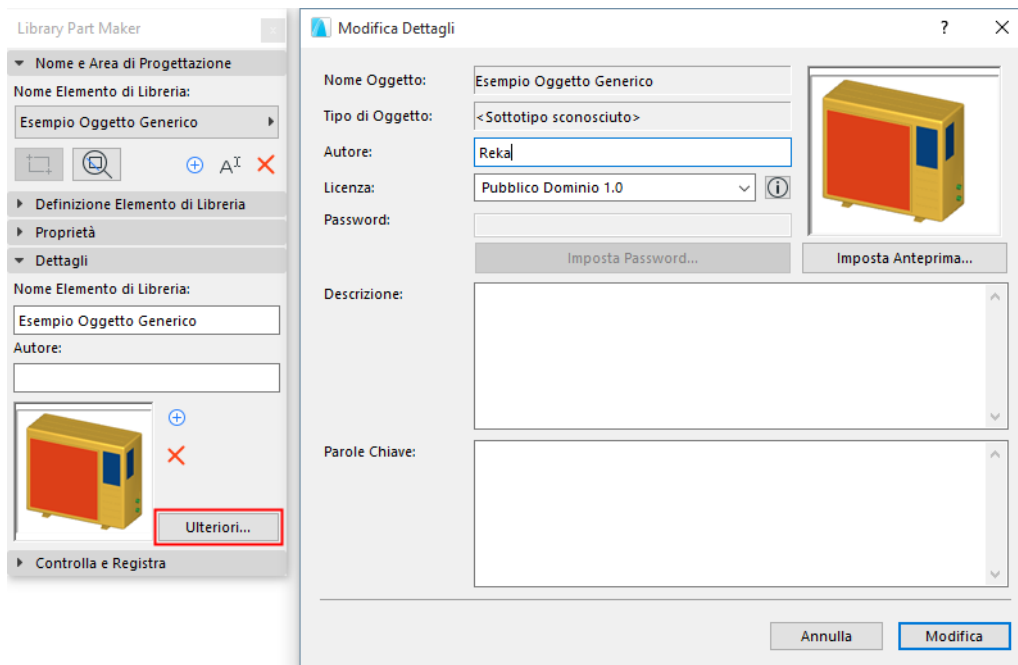 Library Part Maker
Nome e Area di Progettazione
Nome Elemento di Libreria:
Esempio Oggetto Generico
Definizione Elemento di Libreria
Proprietà
Dettagli
Nome Elemento di Libreria:
Esempio Oggetto Generico
Autore:
Ulteriori...
Controlla e Registra
Modifica Dettagli
Nome Oggetto:
Esempio Oggetto Generico
Tipo di Oggetto:
<Sottotipo sconosciuto>
Autore:
Reka
Licenza:
Pubblico Dominio 1.0
Password:
Imposta Password...
Imposta Anteprima...
Descrizione:
Parole Chiave:
Annulla
Modifica